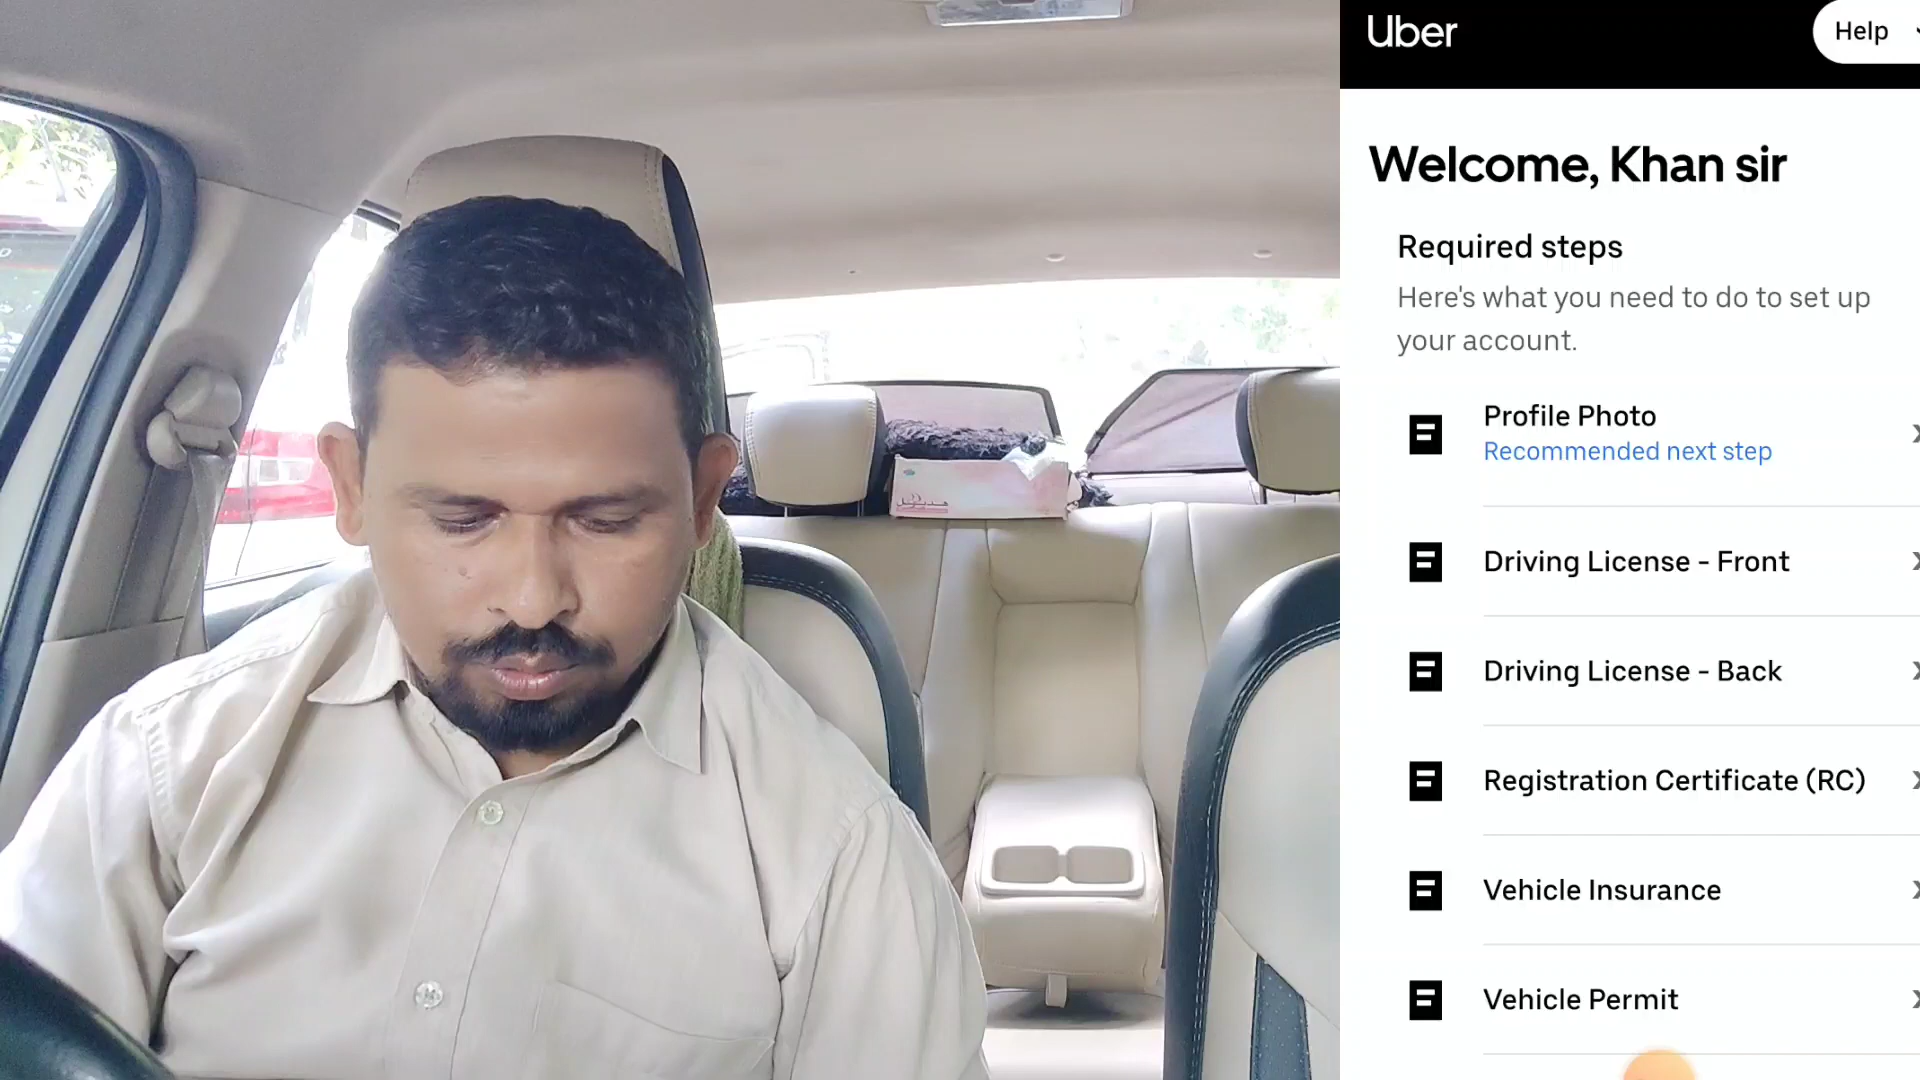 Uber
Help
Welcome, Khan sir
Required steps
Here's what you need to do to set up
your account.
Profile Photo
Recommended next step
Driving License - Front
Driving License - Back
Registration Certificate (RC)
Vehicle Insurance
Vehicle Permit